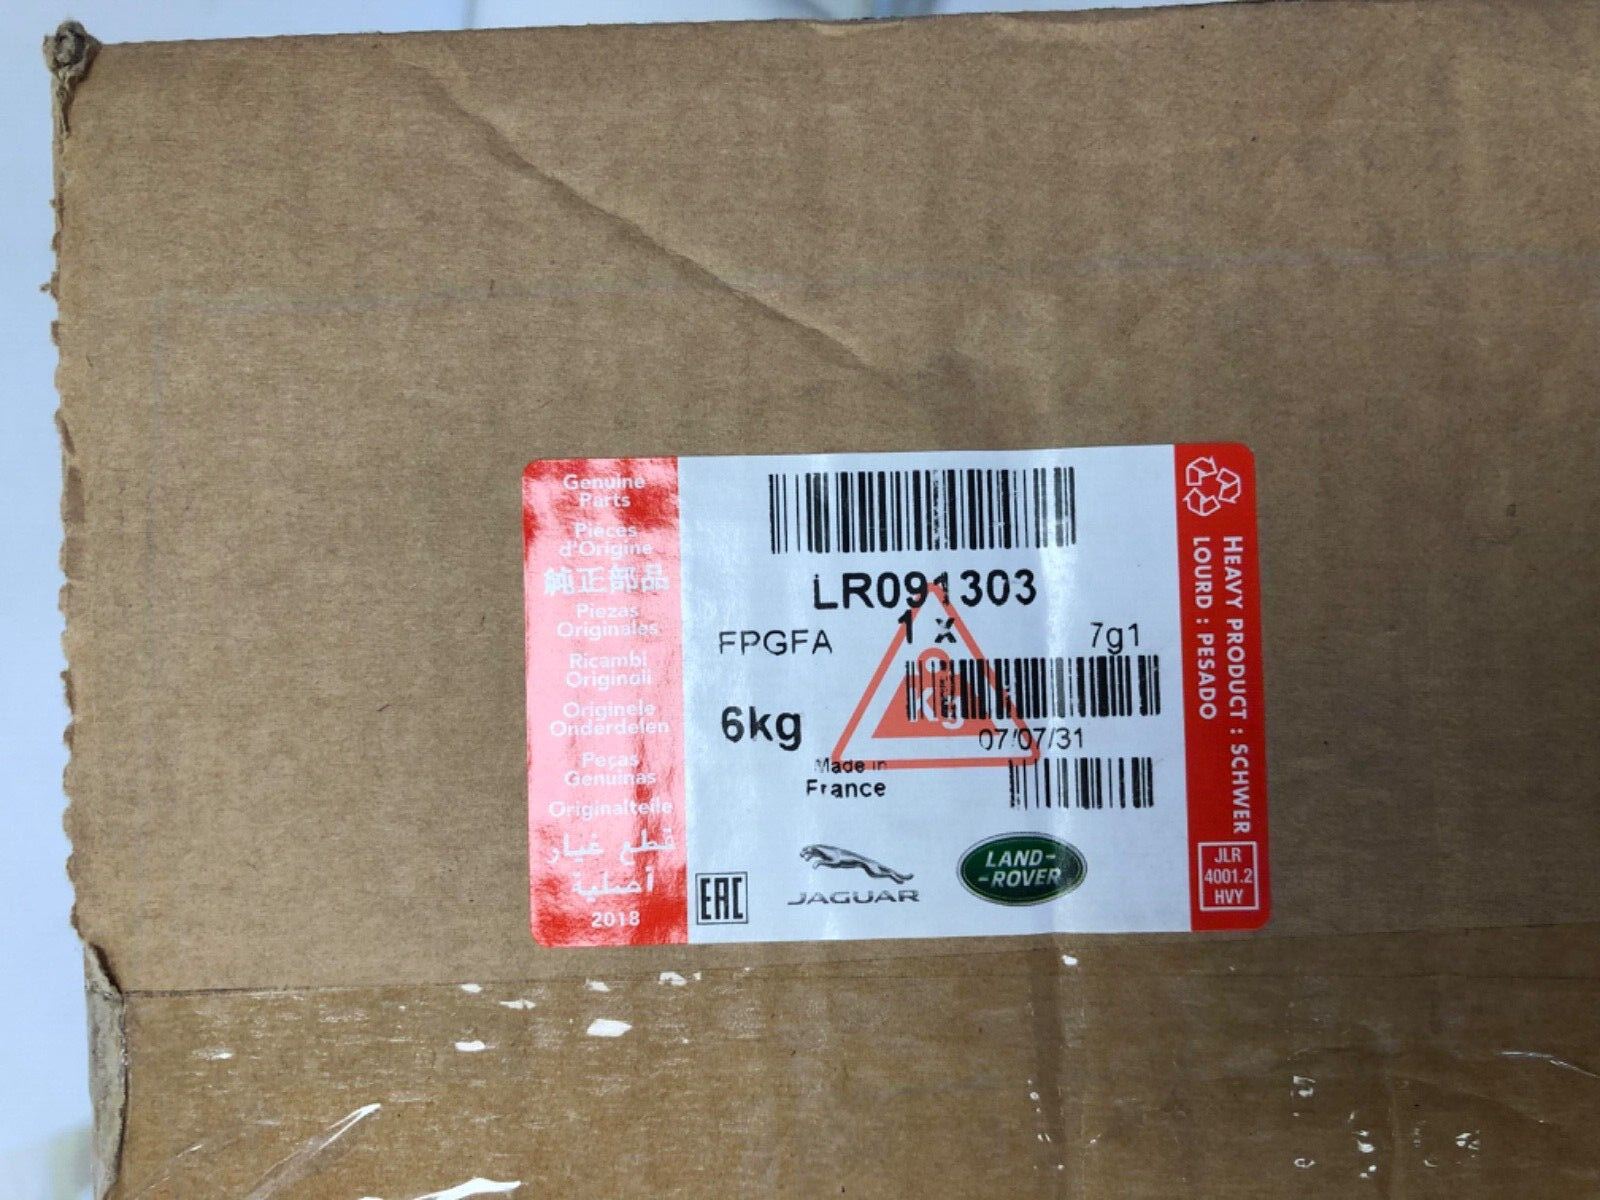 Genuine
Parts
Pièces
d'Origine
純正部品
Piezas
Originales
Ricambi
Originali
Originele
Onderdelen
Peças
Genuinas
Originalteile
قطع غيار
أصلية
2018
LR091303
1 x
FPGFA
7g1
6kg
Kg
07/07/31
Made in
France
EAC
JAGUAR
LAND-
-ROVER
HEAVY PRODUCT : SCHWER
LOURD : PESADO
JLR
4001.2
HVY